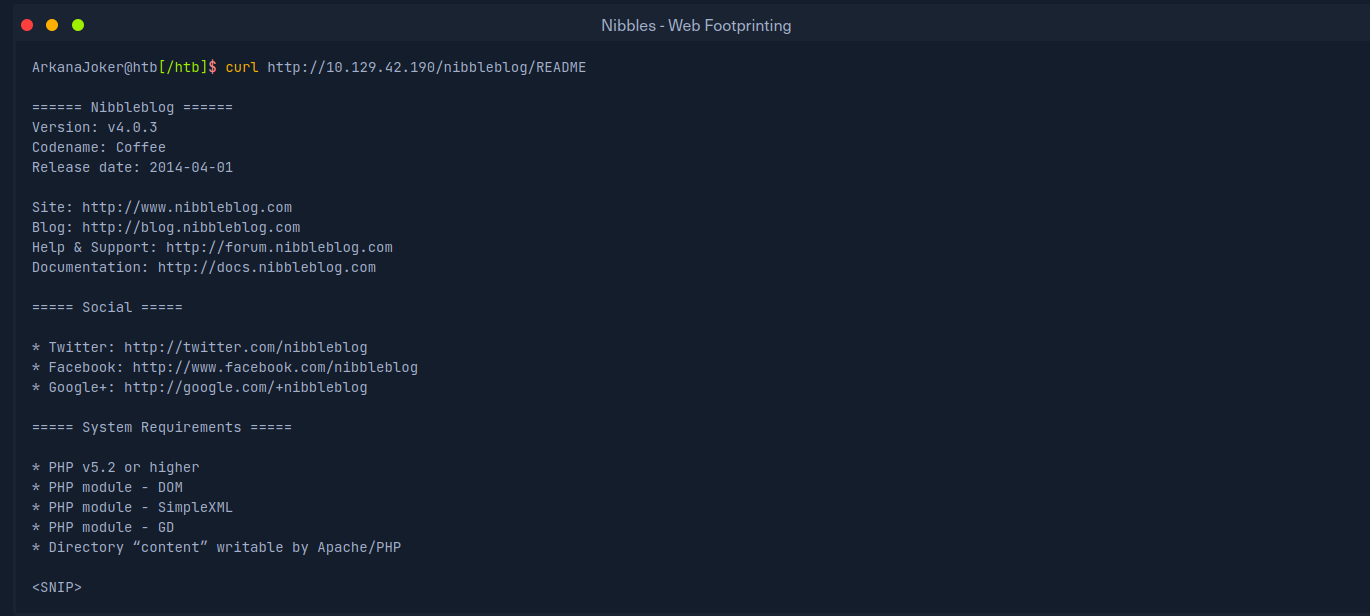 Nibbles - Web Footprinting
ArkanaJoker@htb[/htb]$ curl http://10.129.42.190/nibbleblog/README
====== Nibbleblog ======
Version: v4.0.3
Codename: Coffee
Release date: 2014-04-01
Site: http://www.nibbleblog.com
Blog: http://blog.nibbleblog.com
Help & Support: http://forum.nibbleblog.com
Documentation: http://docs.nibbleblog.com
===== Social =====
* Twitter: http://twitter.com/nibbleblog
* Facebook: http://www.facebook.com/nibbleblog
* Google+: http://google.com/+nibbleblog
===== System Requirements =====
* PHP v5.2 or higher
* PHP module - DOM
* PHP module - SimpleXML
* PHP module - GD
* Directory “content” writable by Apache/PHP
<SNIP>